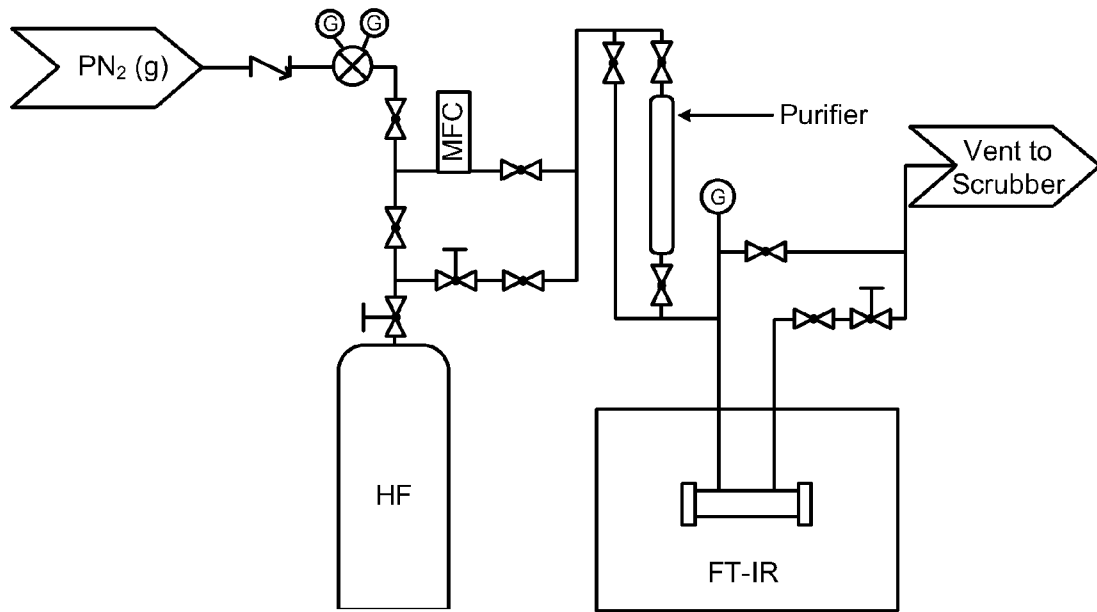 G G
PN₂ (g)
MFC
Purifier
Vent to
Scrubber
G
HF
FT-IR